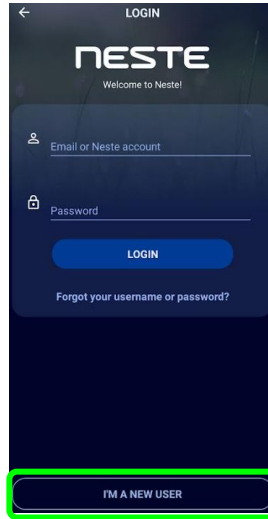 LOGIN
NESTE
Welcome to Neste!
Email or Neste account
Password
LOGIN
Forgot your username or password?
I'M A NEW USER